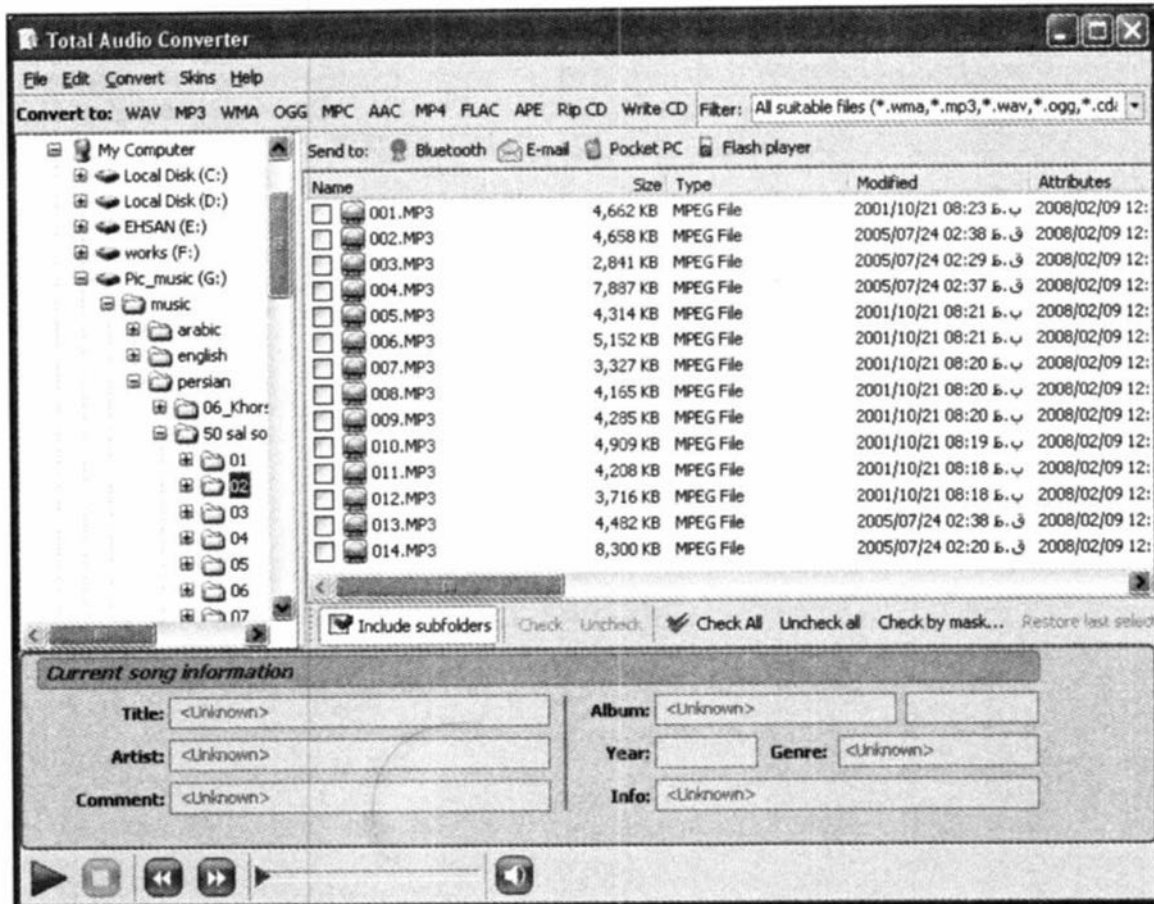 Total Audio Converter
File Edit Convert Skins Help
Convert to: WAV MP3 WMA OGG MPC AAC MP4 FLAC APE Rip CD Write CD Filter: All suitable files (*.wma,*.mp3,*.wav,*.ogg,*.cda
My Computer
Local Disk (C:)
Local Disk (D:)
EHSAN (E:)
works (F:)
Pic_music (G:)
music
arabic
english
persian
06_Khors
50 sal so
01
02
03
04
05
06
07
Send to: Bluetooth E-mail Pocket PC Flash player
Name Size Type Modified Attributes
001.MP3 4,662 KB MPEG File 2001/10/21 08:23 ب.ظ 2008/02/09 12:
002.MP3 4,658 KB MPEG File 2005/07/24 02:38 ق.ظ 2008/02/09 12:
003.MP3 2,841 KB MPEG File 2005/07/24 02:29 ق.ظ 2008/02/09 12:
004.MP3 7,887 KB MPEG File 2005/07/24 02:37 ق.ظ 2008/02/09 12:
005.MP3 4,314 KB MPEG File 2001/10/21 08:21 ب.ظ 2008/02/09 12:
006.MP3 5,152 KB MPEG File 2001/10/21 08:21 ب.ظ 2008/02/09 12:
007.MP3 3,327 KB MPEG File 2001/10/21 08:20 ب.ظ 2008/02/09 12:
008.MP3 4,165 KB MPEG File 2001/10/21 08:20 ب.ظ 2008/02/09 12:
009.MP3 4,285 KB MPEG File 2001/10/21 08:20 ب.ظ 2008/02/09 12:
010.MP3 4,909 KB MPEG File 2001/10/21 08:19 ب.ظ 2008/02/09 12:
011.MP3 4,208 KB MPEG File 2001/10/21 08:18 ب.ظ 2008/02/09 12:
012.MP3 3,716 KB MPEG File 2001/10/21 08:18 ب.ظ 2008/02/09 12:
013.MP3 4,482 KB MPEG File 2005/07/24 02:38 ق.ظ 2008/02/09 12:
014.MP3 8,300 KB MPEG File 2005/07/24 02:20 ق.ظ 2008/02/09 12:
Include subfolders Check Uncheck Check All Uncheck all Check by mask... Restore last select
Current song information
Title: <Unknown> Album: <Unknown>
Artist: <Unknown> Year: Genre: <Unknown>
Comment: <Unknown> Info: <Unknown>